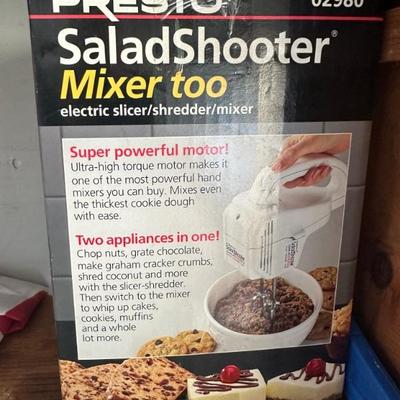 PRESTO
02980
SaladShooter®
Mixer too
electric slicer/shredder/mixer
Super powerful motor!
Ultra-high torque motor makes it
one of the most powerful hand
mixers you can buy. Mixes even
the thickest cookie dough
with ease.
Two appliances in one!
Chop nuts, grate chocolate,
make graham cracker crumbs,
shred coconut and more
with the slicer-shredder.
Then switch to the mixer
to whip up cakes,
cookies, muffins
and a whole
lot more.
SaladShooter